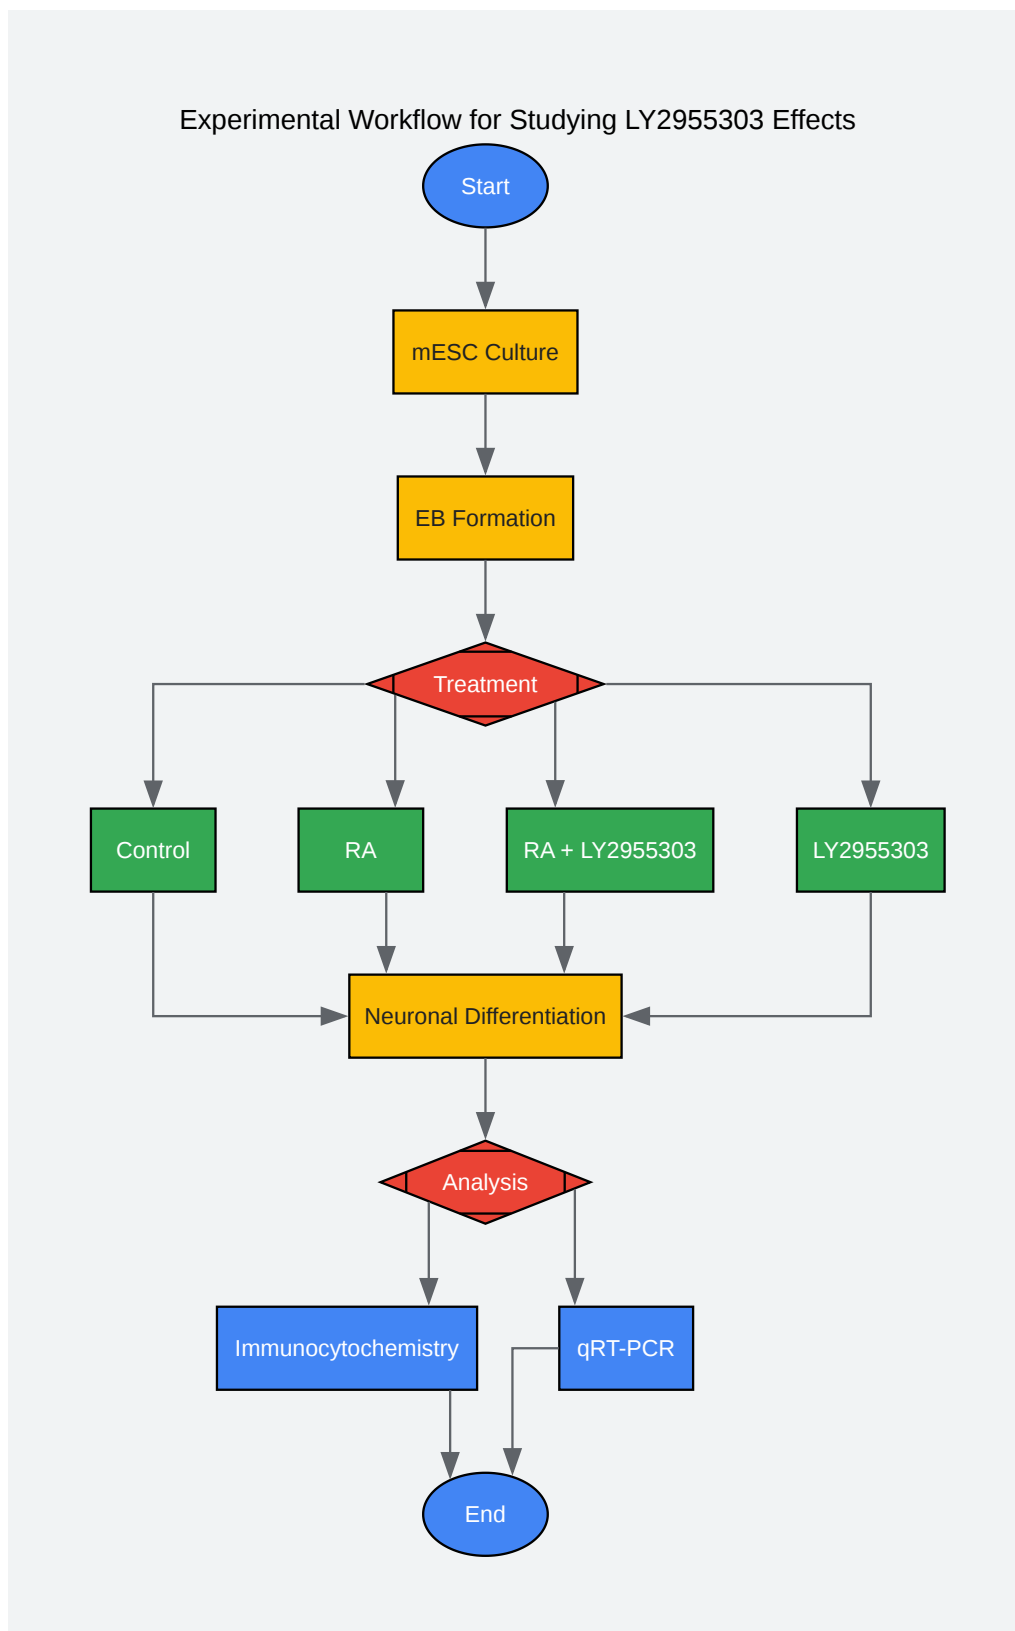 Experimental Workflow for Studying LY2955303 Effects
Start
mESC Culture
EB Formation
Treatment
Control
RA
RA + LY2955303
LY2955303
Neuronal Differentiation
Analysis
Immunocytochemistry
qRT-PCR
End